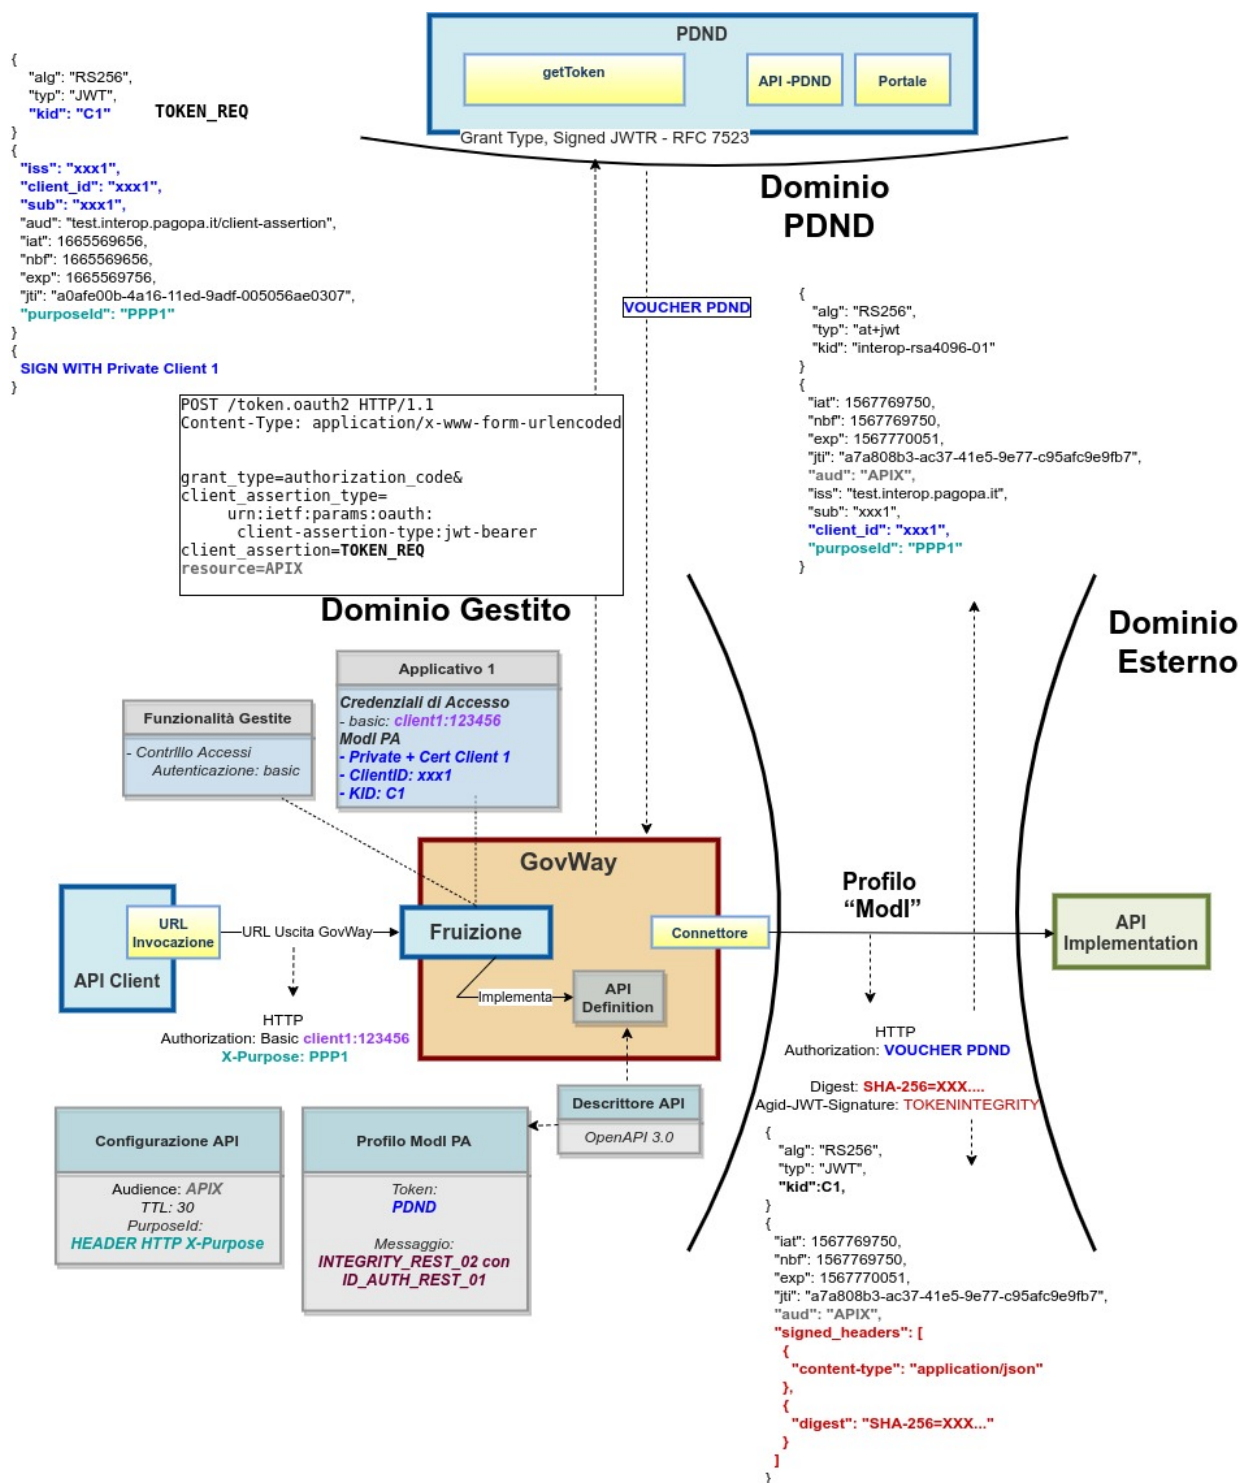 PDND
getToken
API -PDND
Portale
Grant Type, Signed JWTR - RFC 7523
Dominio
PDND
{
"alg": "RS256",
"typ": "JWT",
"kid": "C1"
TOKEN_REQ
}
{
"iss": "xxx1",
"client_id": "xxx1",
"sub": "xxx1",
"aud": "test.interop.pagopa.it/client-assertion",
"iat": 1665569656,
"nbf": 1665569656,
"exp": 1665569756,
"jti": "a0afe00b-4a16-11ed-9adf-005056ae0307",
"purposeId": "PPP1"
}
{
SIGN WITH Private Client 1
}
VOUCHER PDND
{
"alg": "RS256",
"typ": "at+jwt
"kid": "interop-rsa4096-01"
}
{
"iat": 1567769750,
"nbf": 1567769750,
"exp": 1567770051,
"jti": "a7a808b3-ac37-41e5-9e77-c95afc9e9fb7",
"aud": "APIX",
"iss": "test.interop.pagopa.it",
"sub": "xxx1",
"client_id": "xxx1",
"purposeId": "PPP1"
}
POST /token.oauth2 HTTP/1.1
Content-Type: application/x-www-form-urlencoded
grant_type=authorization_code&
client_assertion_type=
urn:ietf:params:oauth:
client-assertion-type:jwt-bearer
client_assertion=TOKEN_REQ
resource=APIX
Dominio Gestito
Dominio
Esterno
Applicativo 1
Credenziali di Accesso
- basic: client1:123456
ModI PA
- Private + Cert Client 1
- ClientID: xxx1
- KID: C1
Funzionalità Gestite
- Contrllo Accessi
Autenticazione: basic
GovWay
API Client
URL
Invocazione
URL Uscita GovWay
Fruizione
Implementa
API
Definition
Connettore
Profilo
“ModI”
API
Implementation
HTTP
Authorization: Basic client1:123456
X-Purpose: PPP1
HTTP
Authorization: VOUCHER PDND
Digest: SHA-256=XXX....
Agid-JWT-Signature: TOKENINTEGRITY
{
"alg": "RS256",
"typ": "JWT",
"kid":C1,
}
{
"iat": 1567769750,
"nbf": 1567769750,
"exp": 1567770051,
"jti": "a7a808b3-ac37-41e5-9e77-c95afc9e9fb7",
"aud": "APIX",
"signed_headers": [
{
"content-type": "application/json"
},
{
"digest": "SHA-256=XXX..."
}
]
}
Descrittore API
OpenAPI 3.0
Configurazione API
Audience: APIX
TTL: 30
PurposeId:
HEADER HTTP X-Purpose
Profilo ModI PA
Token:
PDND
Messaggio:
INTEGRITY_REST_02 con
ID_AUTH_REST_01